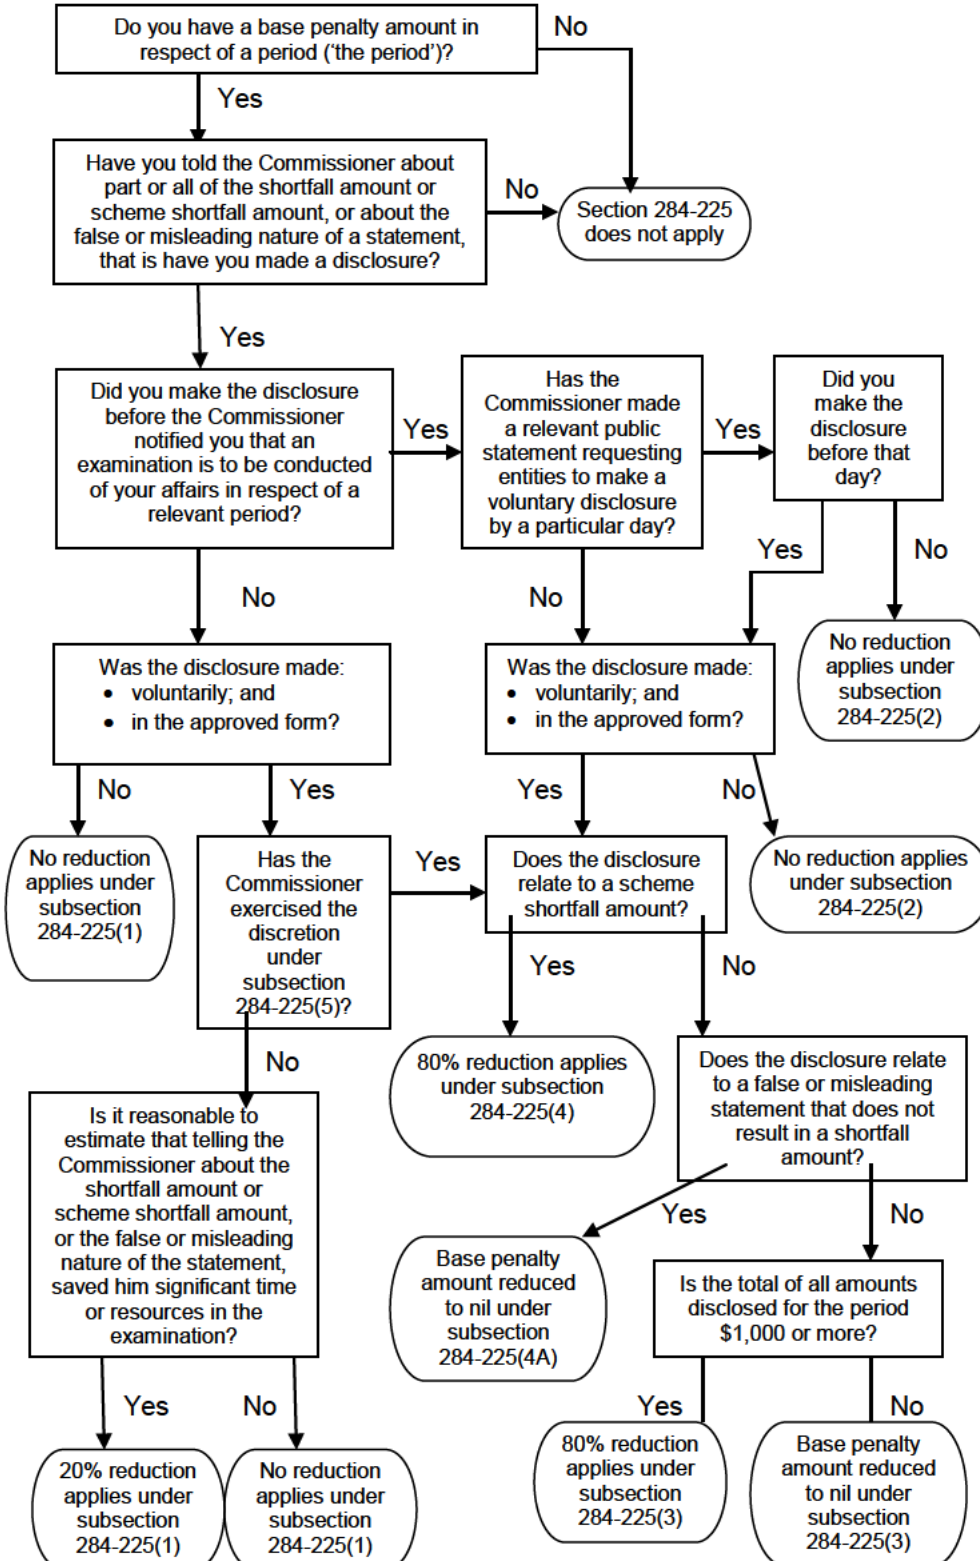 Do you have a base penalty amount in
respect of a period (‘the period’)?
No
Yes
Have you told the Commissioner about
part or all of the shortfall amount or
scheme shortfall amount, or about the
false or misleading nature of a statement,
that is have you made a disclosure?
No
Section 284-225
does not apply
Yes
Did you make the disclosure
before the Commissioner
notified you that an
examination is to be conducted
of your affairs in respect of a
relevant period?
Yes
Has the
Commissioner made
a relevant public
statement requesting
entities to make a
voluntary disclosure
by a particular day?
Yes
Did you
make the
disclosure
before that
day?
No
No
Yes
No
Was the disclosure made:
• voluntarily; and
• in the approved form?
Was the disclosure made:
• voluntarily; and
• in the approved form?
No reduction
applies under
subsection
284-225(2)
No
Yes
Yes
No
No reduction
applies under
subsection
284-225(1)
Has the
Commissioner
exercised the
discretion
under
subsection
284-225(5)?
Yes
Does the disclosure
relate to a scheme
shortfall amount?
No reduction applies
under subsection
284-225(2)
Yes
No
No
80% reduction applies
under subsection
284-225(4)
Does the disclosure relate
to a false or misleading
statement that does not
result in a shortfall
amount?
Is it reasonable to
estimate that telling the
Commissioner about the
shortfall amount or
scheme shortfall amount,
or the false or misleading
nature of the statement,
saved him significant time
or resources in the
examination?
Yes
No
Base penalty
amount reduced
to nil under
subsection
284-225(4A)
Is the total of all amounts
disclosed for the period
$1,000 or more?
Yes
No
Yes
No
20% reduction
applies under
subsection
284-225(1)
No reduction
applies under
subsection
284-225(1)
80% reduction
applies under
subsection
284-225(3)
Base penalty
amount reduced
to nil under
subsection
284-225(3)